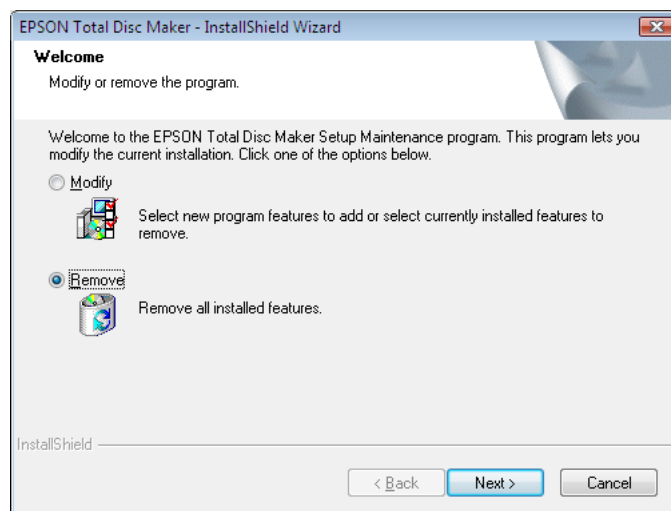 EPSON Total Disc Maker - InstallShield Wizard
Welcome
Modify or remove the program.
Welcome to the EPSON Total Disc Maker Setup Maintenance program. This program lets you
modify the current installation. Click one of the options below.
Modify
Select new program features to add or select currently installed features to
remove.
Remove
Remove all installed features.
InstallShield
< Back Next > Cancel